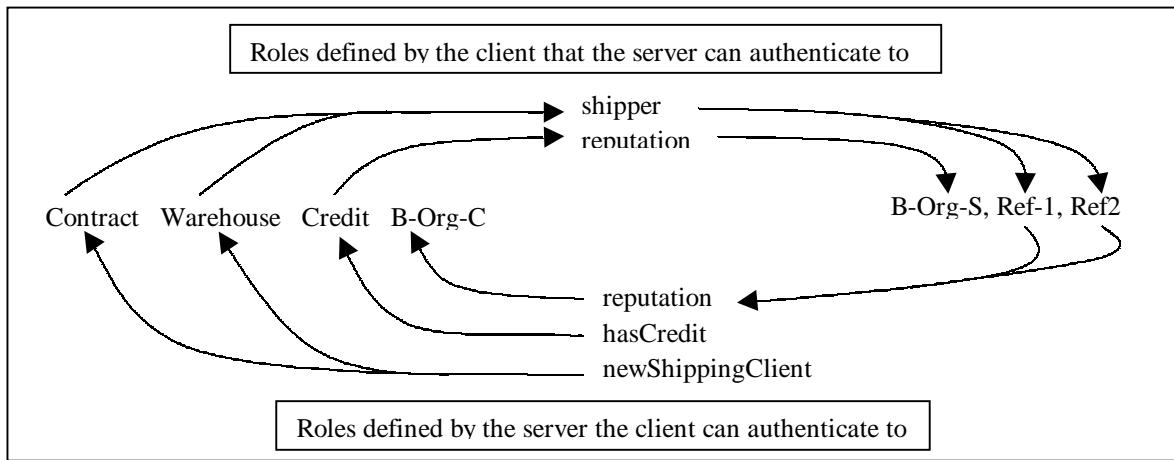 Roles defined by the client that the server can authenticate to
shipper
reputation
Contract Warehouse Credit B-Org-C
B-Org-S, Ref-1, Ref2
reputation
hasCredit
newShippingClient
Roles defined by the server the client can authenticate to